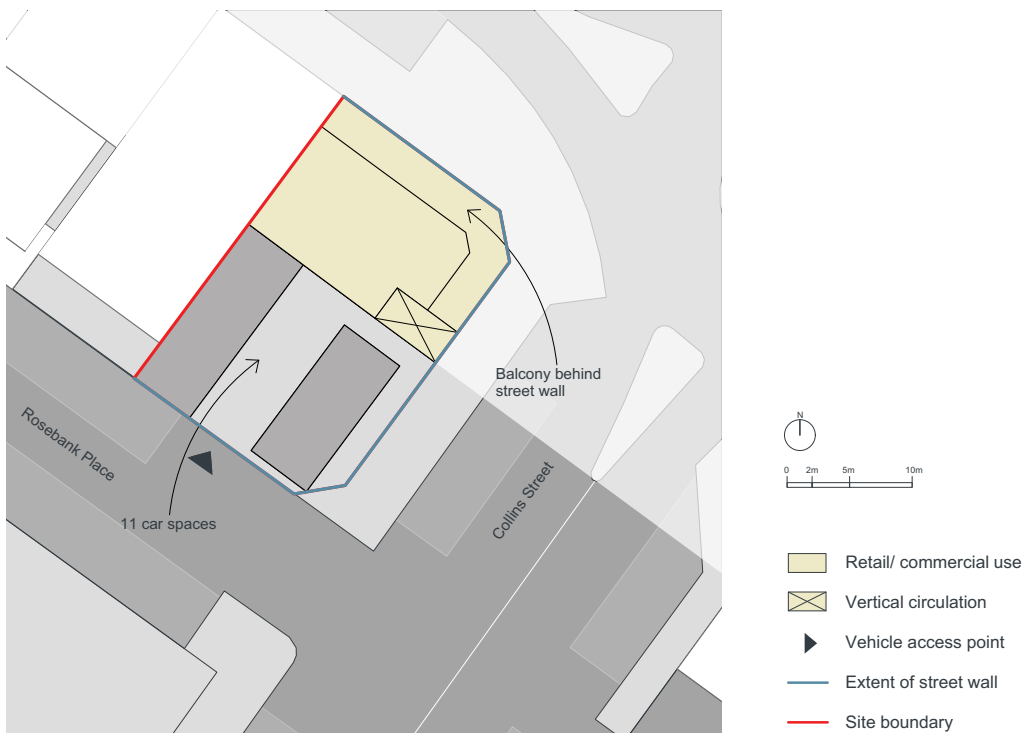 Balcony behind
street wall
Rosebank Place
Collins Street
11 car spaces
N
0 2m 5m 10m
Retail/ commercial use
Vertical circulation
Vehicle access point
Extent of street wall
Site boundary